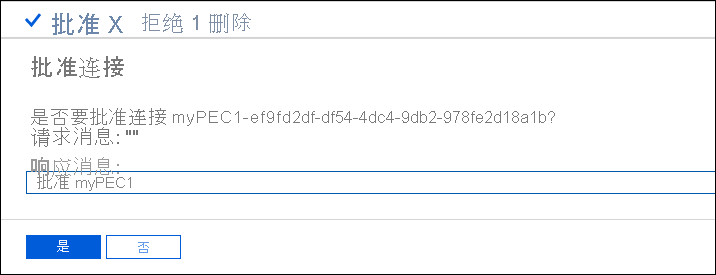 批准 X 拒绝 1 删除
批准连接
是否要批准连接 myPEC1-ef9fd2df-df54-4dc4-9db2-978fe2d18a1b?
请求消息: ""
响应消息:
批准 myPEC1
是 否